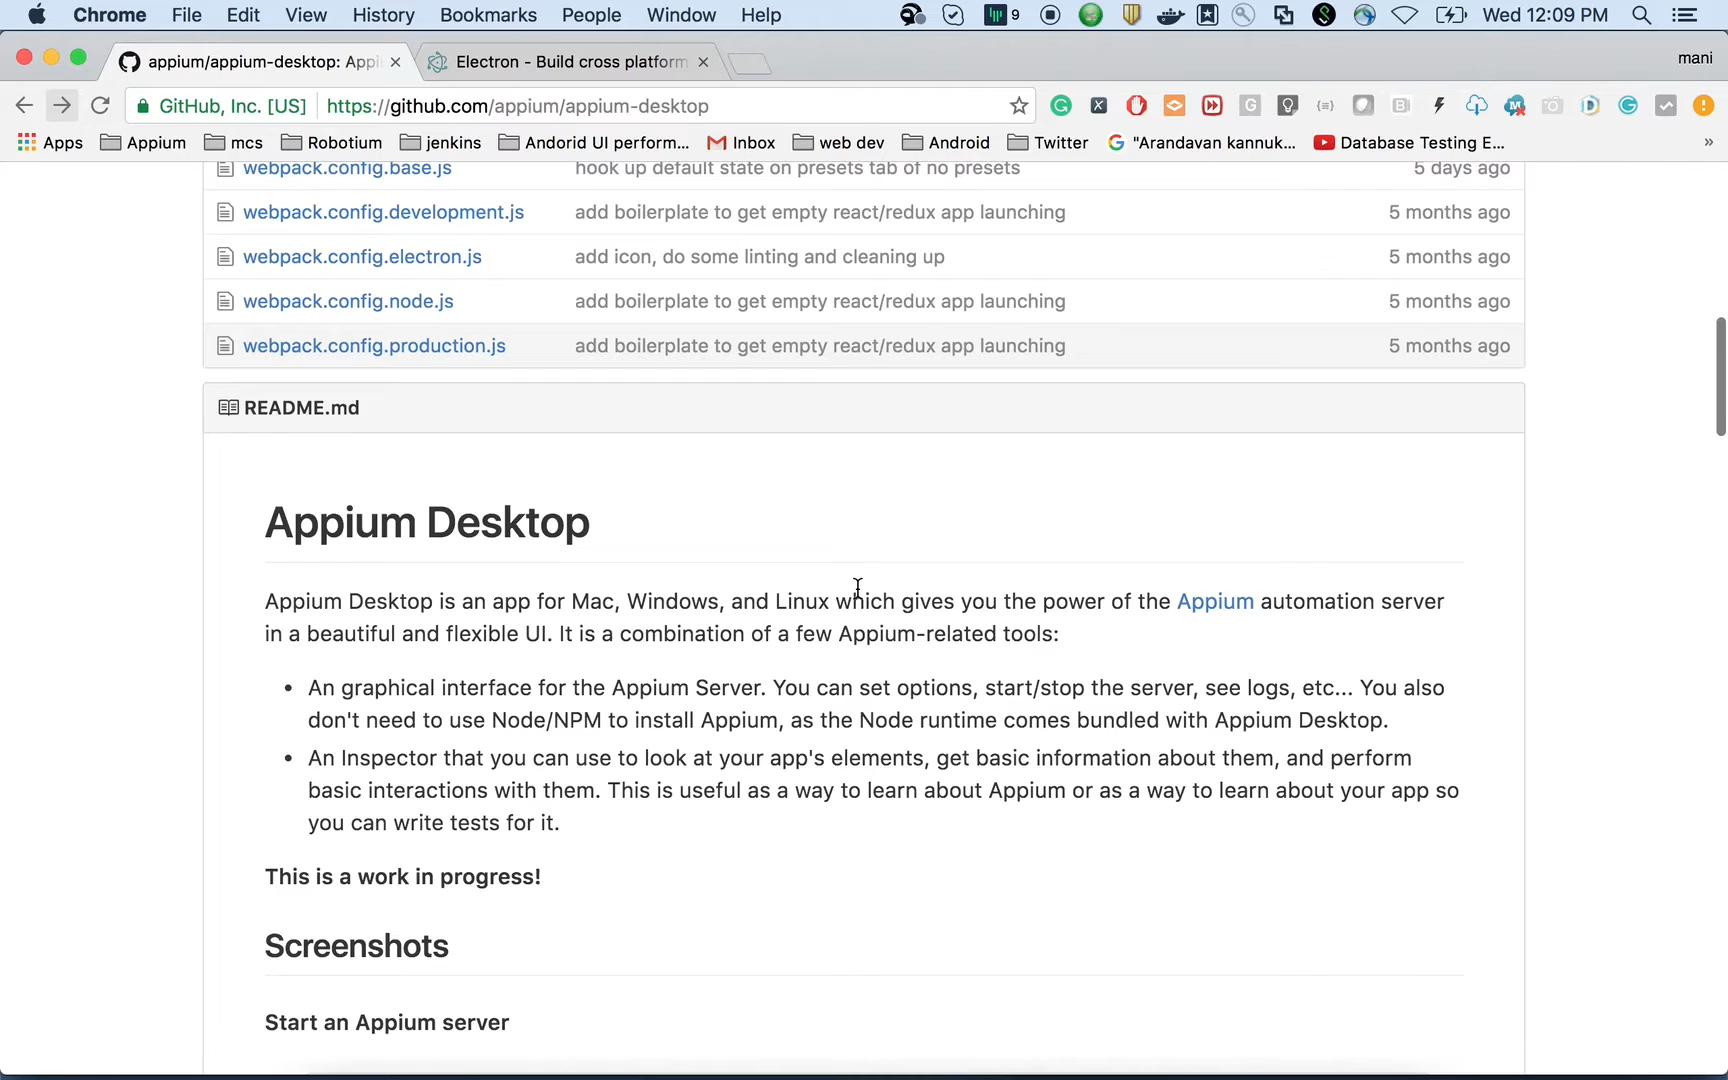 Chrome File Edit View History Bookmarks People Window Help 9 Wed 12:09 PM
appium/appium-desktop: Appi Electron - Build cross platform mani
GitHub, Inc. [US] https://github.com/appium/appium-desktop
Apps Appium mcs Robotium jenkins Andorid UI perform... Inbox web dev Android Twitter "Arandavan kannuk... Database Testing E... »
webpack.config.base.js hook up default state on presets tab of no presets 5 days ago
webpack.config.development.js add boilerplate to get empty react/redux app launching 5 months ago
webpack.config.electron.js add icon, do some linting and cleaning up 5 months ago
webpack.config.node.js add boilerplate to get empty react/redux app launching 5 months ago
webpack.config.production.js add boilerplate to get empty react/redux app launching 5 months ago
README.md
Appium Desktop
Appium Desktop is an app for Mac, Windows, and Linux which gives you the power of the Appium automation server
in a beautiful and flexible UI. It is a combination of a few Appium-related tools:
• An graphical interface for the Appium Server. You can set options, start/stop the server, see logs, etc... You also
don't need to use Node/NPM to install Appium, as the Node runtime comes bundled with Appium Desktop.
• An Inspector that you can use to look at your app's elements, get basic information about them, and perform
basic interactions with them. This is useful as a way to learn about Appium or as a way to learn about your app so
you can write tests for it.
This is a work in progress!
Screenshots
Start an Appium server